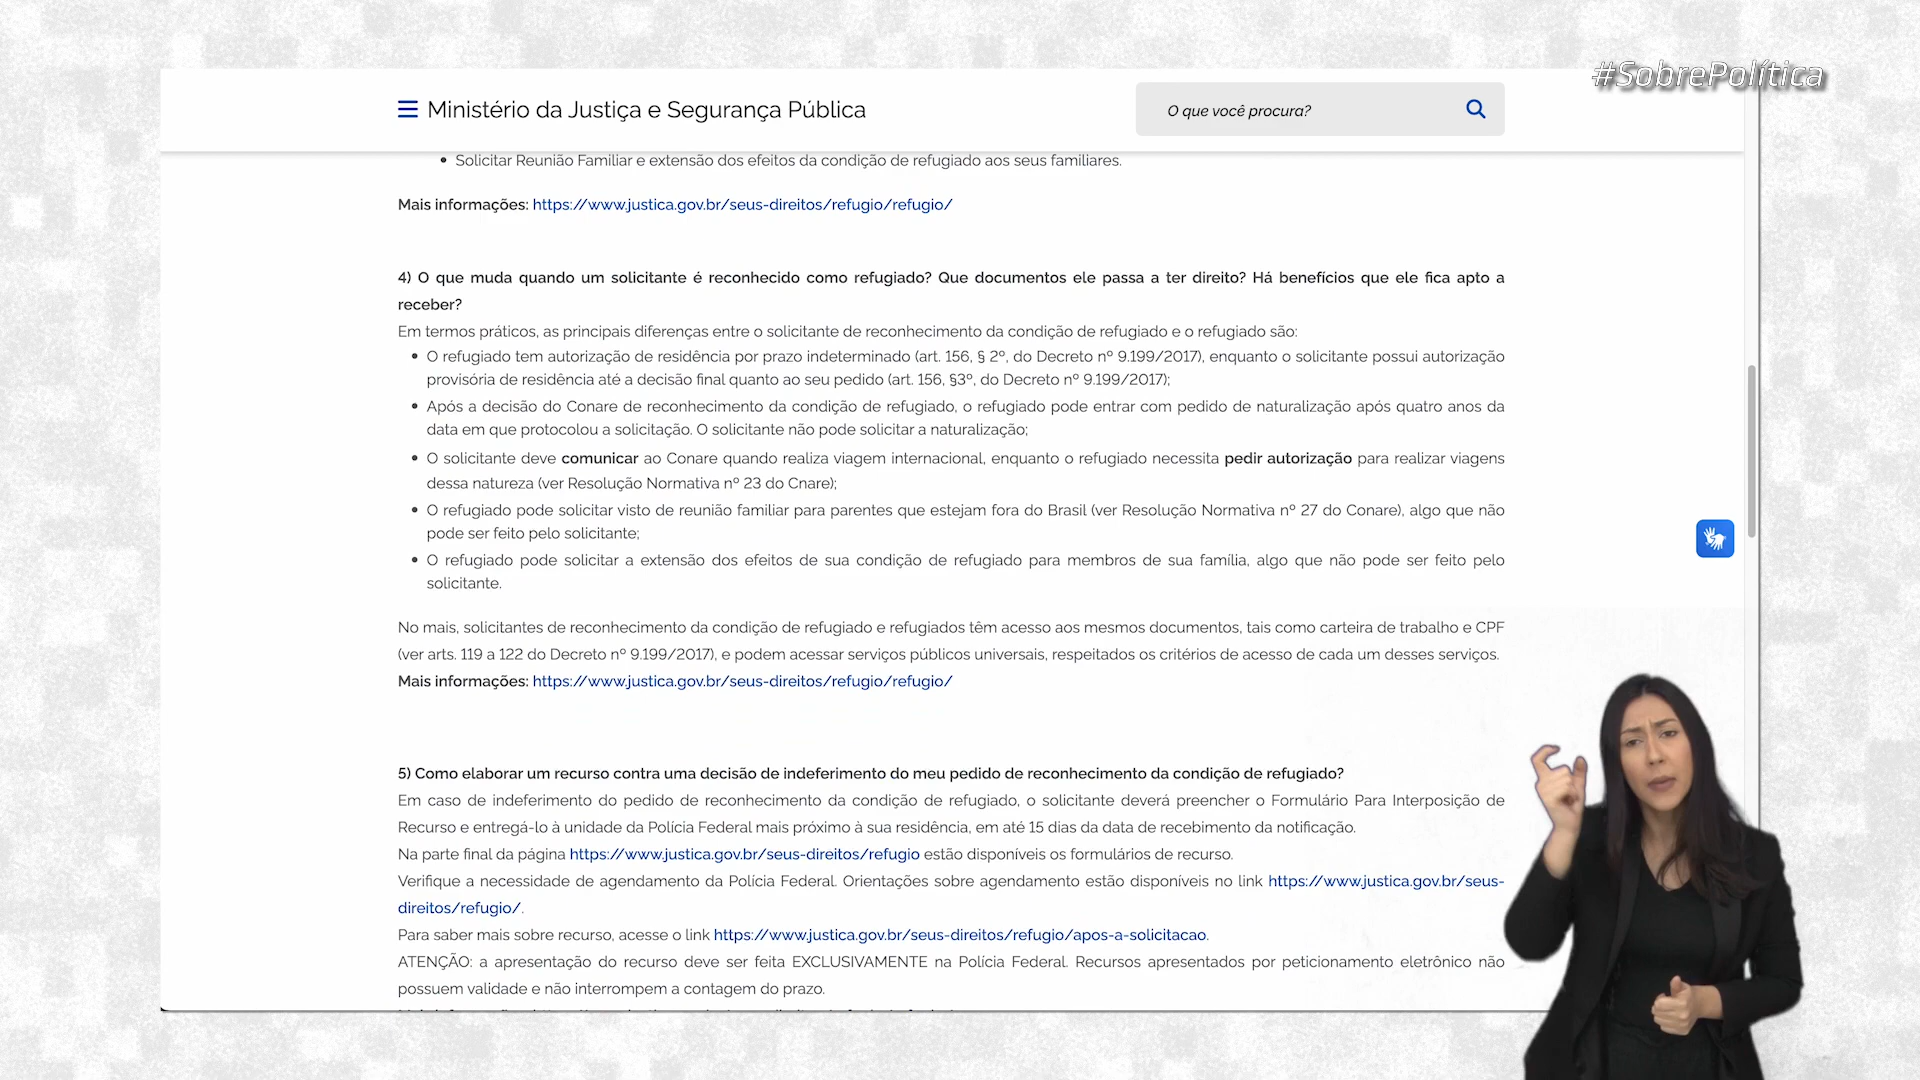 #SobrePolítica
Ministério da Justiça e Segurança Pública
O que você procura?
• Solicitar Reunião Familiar e extensão dos efeitos da condição de refugiado aos seus familiares.
Mais informações: https://www.justica.gov.br/seus-direitos/refugio/refugio/
4) O que muda quando um solicitante é reconhecido como refugiado? Que documentos ele passa a ter direito? Há benefícios que ele fica apto a
receber?
Em termos práticos, as principais diferenças entre o solicitante de reconhecimento da condição de refugiado e o refugiado são:
• O refugiado tem autorização de residência por prazo indeterminado (art. 156, § 2º, do Decreto nº 9.199/2017), enquanto o solicitante possui autorização
provisória de residência até a decisão final quanto ao seu pedido (art. 156, §3º, do Decreto nº 9.199/2017);
• Após a decisão do Conare de reconhecimento da condição de refugiado, o refugiado pode entrar com pedido de naturalização após quatro anos da
data em que protocolou a solicitação. O solicitante não pode solicitar a naturalização;
• O solicitante deve comunicar ao Conare quando realiza viagem internacional, enquanto o refugiado necessita pedir autorização para realizar viagens
dessa natureza (ver Resolução Normativa nº 23 do Cnare);
• O refugiado pode solicitar visto de reunião familiar para parentes que estejam fora do Brasil (ver Resolução Normativa nº 27 do Conare), algo que não
pode ser feito pelo solicitante;
• O refugiado pode solicitar a extensão dos efeitos de sua condição de refugiado para membros de sua família, algo que não pode ser feito pelo
solicitante.
No mais, solicitantes de reconhecimento da condição de refugiado e refugiados têm acesso aos mesmos documentos, tais como carteira de trabalho e CPF
(ver arts. 119 a 122 do Decreto nº 9.199/2017), e podem acessar serviços públicos universais, respeitados os critérios de acesso de cada um desses serviços.
Mais informações: https://www.justica.gov.br/seus-direitos/refugio/refugio/
5) Como elaborar um recurso contra uma decisão de indeferimento do meu pedido de reconhecimento da condição de refugiado?
Em caso de indeferimento do pedido de reconhecimento da condição de refugiado, o solicitante deverá preencher o Formulário Para Interposição de
Recurso e entregá-lo à unidade da Polícia Federal mais próximo à sua residência, em até 15 dias da data de recebimento da notificação.
Na parte final da página https://www.justica.gov.br/seus-direitos/refugio estão disponíveis os formulários de recurso.
Verifique a necessidade de agendamento da Polícia Federal. Orientações sobre agendamento estão disponíveis no link https://www.justica.gov.br/seus-
direitos/refugio/.
Para saber mais sobre recurso, acesse o link https://www.justica.gov.br/seus-direitos/refugio/apos-a-solicitacao.
ATENÇÃO: a apresentação do recurso deve ser feita EXCLUSIVAMENTE na Polícia Federal. Recursos apresentados por peticionamento eletrônico não
possuem validade e não interrompem a contagem do prazo.